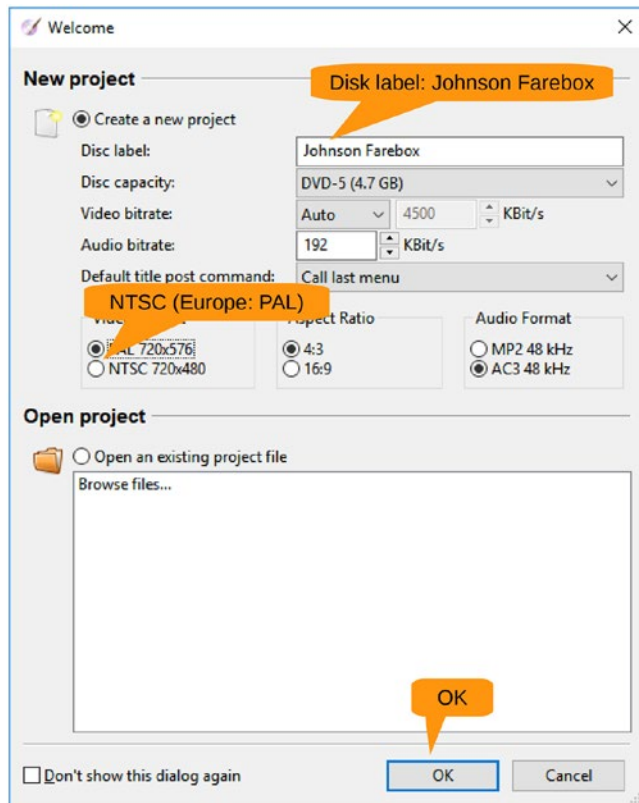 Welcome
New project
Disk label: Johnson Farebox
Create a new project
Disc label: Johnson Farebox
Disc capacity: DVD-5 (4.7 GB)
Video bitrate: Auto 4500 KBit/s
Audio bitrate: 192 KBit/s
Default title post command: Call last menu
NTSC (Europe: PAL)
Aspect Ratio Audio Format
PAL 720x576 4:3 MP2 48 kHz
NTSC 720x480 16:9 AC3 48 kHz
Open project
Open an existing project file
Browse files...
OK
Don't show this dialog again OK Cancel